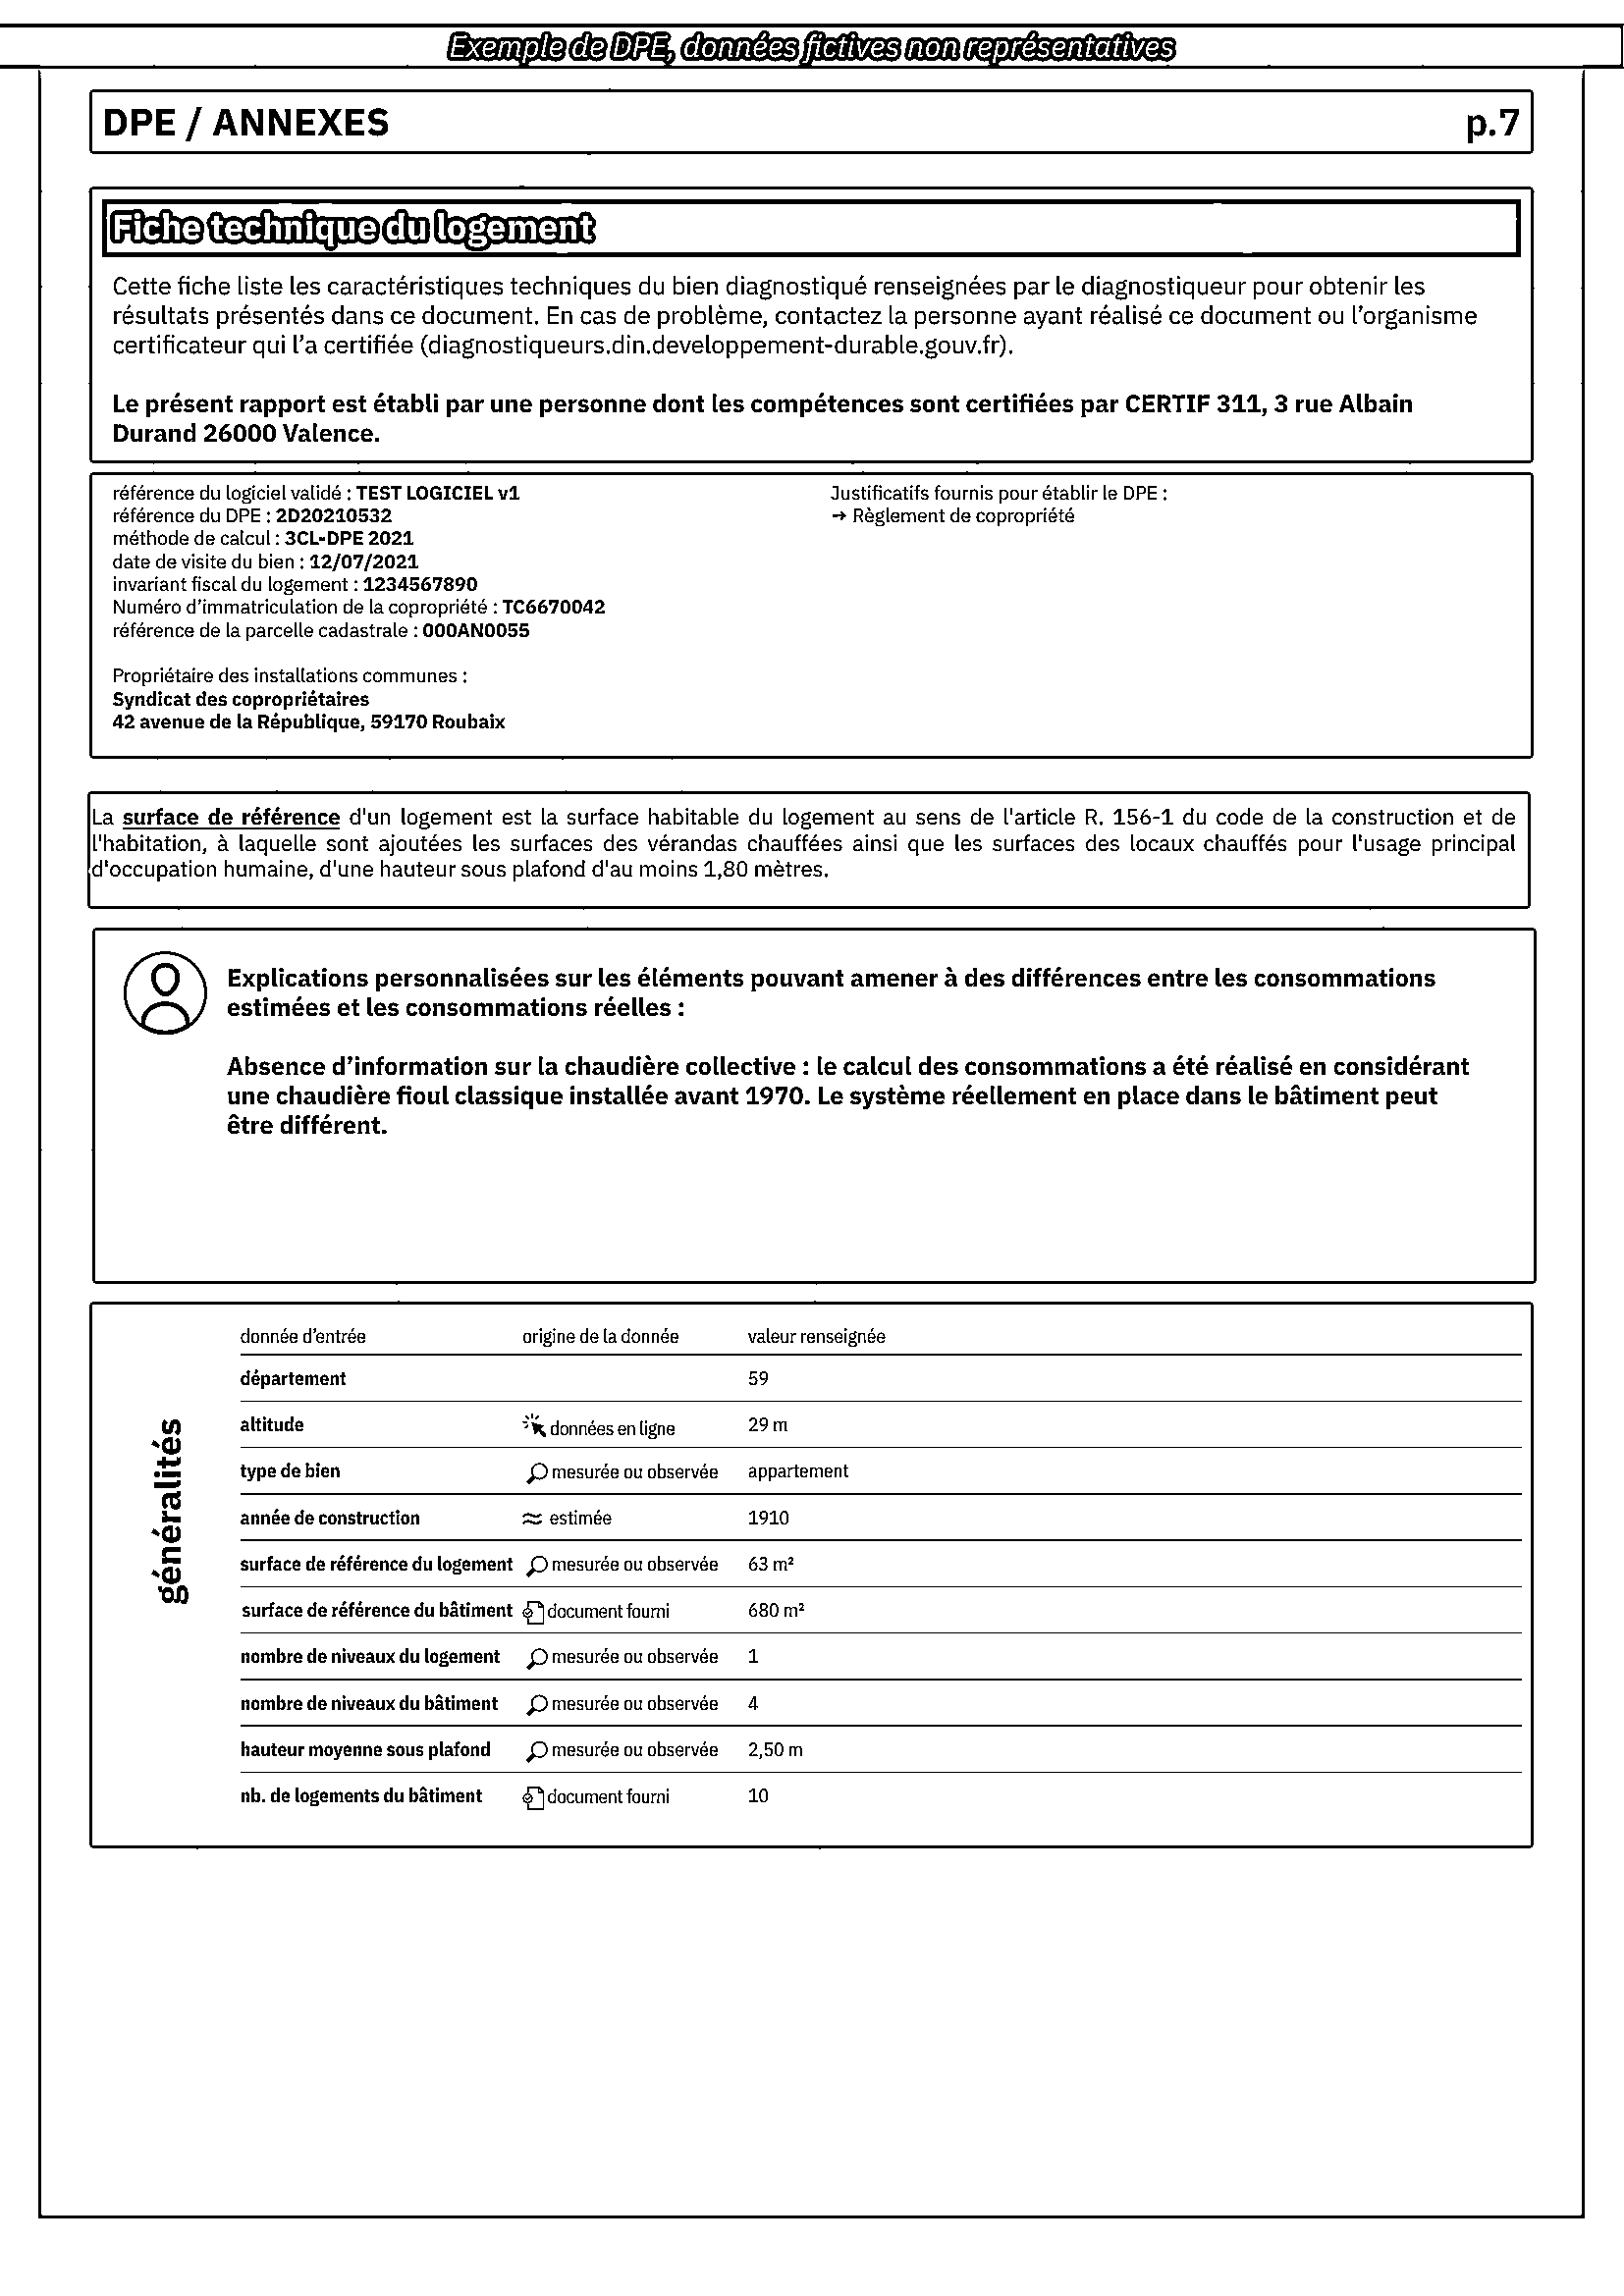 Exemple de DPE, données fictives non représentatives
DPE / ANNEXES
p.7
Fiche technique du logement
Cette fiche liste les caractéristiques techniques du bien diagnostiqué renseignées par le diagnostiqueur pour obtenir les
résultats présentés dans ce document. En cas de problème, contactez la personne ayant réalisé ce document ou l’organisme
certificateur qui l’a certifiée (diagnostiqueurs.din.developpement-durable.gouv.fr).
Le présent rapport est établi par une personne dont les compétences sont certifiées par CERTIF 311, 3 rue Albain
Durand 26000 Valence.
référence du logiciel validé : TEST LOGICIEL v1
référence du DPE : 2D20210532
méthode de calcul : 3CL-DPE 2021
date de visite du bien : 12/07/2021
invariant fiscal du logement : 1234567890
Numéro d’immatriculation de la copropriété : TC6670042
référence de la parcelle cadastrale : 000AN0055
Propriétaire des installations communes :
Syndicat des copropriétaires
42 avenue de la République, 59170 Roubaix
Justificatifs fournis pour établir le DPE :
→ Règlement de copropriété
La surface de référence d'un logement est la surface habitable du logement au sens de l'article R. 156-1 du code de la construction et de
l'habitation, à laquelle sont ajoutées les surfaces des vérandas chauffées ainsi que les surfaces des locaux chauffés pour l'usage principal
d'occupation humaine, d'une hauteur sous plafond d'au moins 1,80 mètres.
Explications personnalisées sur les éléments pouvant amener à des différences entre les consommations
estimées et les consommations réelles :
Absence d’information sur la chaudière collective : le calcul des consommations a été réalisé en considérant
une chaudière fioul classique installée avant 1970. Le système réellement en place dans le bâtiment peut
être différent.
généralités
donnée d’entrée origine de la donnée valeur renseignée
département 59
altitude données en ligne 29 m
type de bien mesurée ou observée appartement
année de construction estimée 1910
surface de référence du logement mesurée ou observée 63 m²
surface de référence du bâtiment document fourni 680 m²
nombre de niveaux du logement mesurée ou observée 1
nombre de niveaux du bâtiment mesurée ou observée 4
hauteur moyenne sous plafond mesurée ou observée 2,50 m
nb. de logements du bâtiment document fourni 10